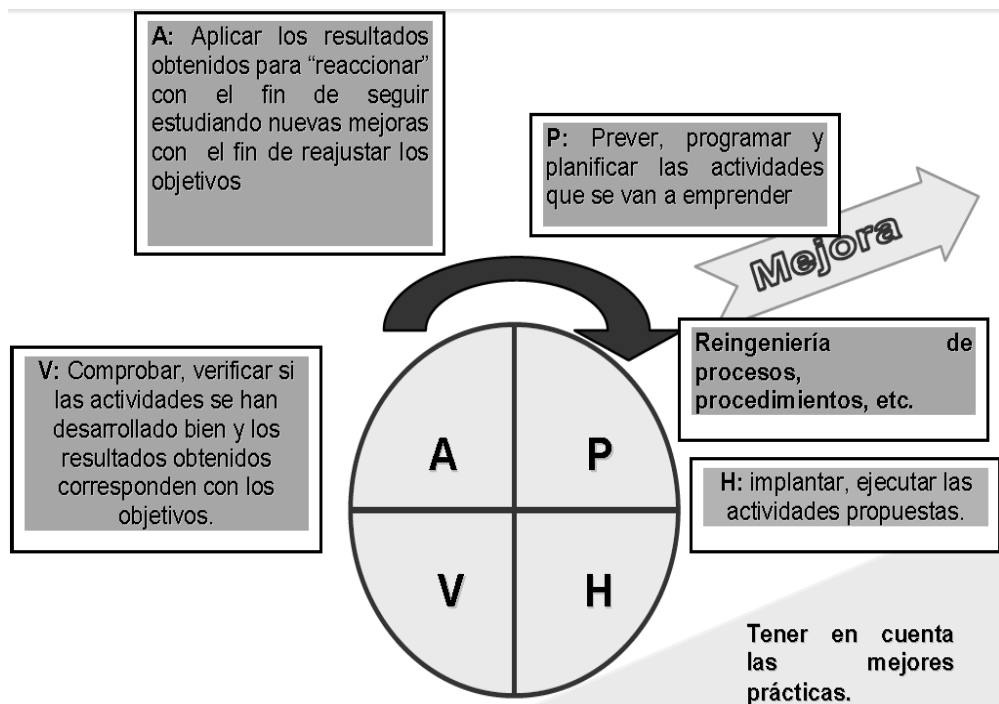 A: Aplicar los resultados
obtenidos para “reaccionar”
con el fin de seguir
estudiando nuevas mejoras
con el fin de reajustar los
objetivos
P: Prever, programar y
planificar las actividades
que se van a emprender
Mejora
Reingeniería de
procesos,
procedimientos, etc.
V: Comprobar, verificar si
las actividades se han
desarrollado bien y los
resultados obtenidos
corresponden con los
objetivos.
A
P
H: implantar, ejecutar las
actividades propuestas.
V
H
Tener en cuenta
las mejores
prácticas.